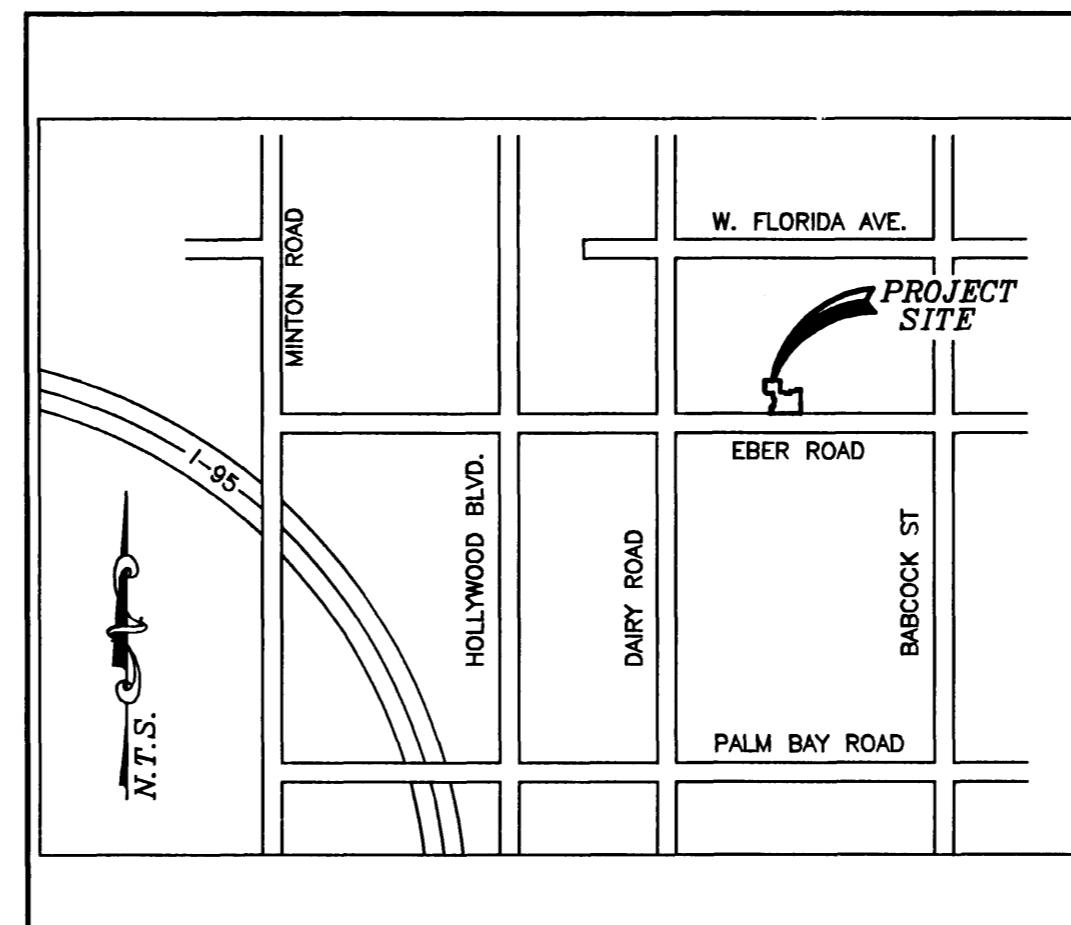 W. FLORIDA AVE.
MINTON ROAD
PROJECT
SITE
EBER ROAD
I-95
HOLLYWOOD BLVD.
DAIRY ROAD
BABCOCK ST
N.T.S.
PALM BAY ROAD